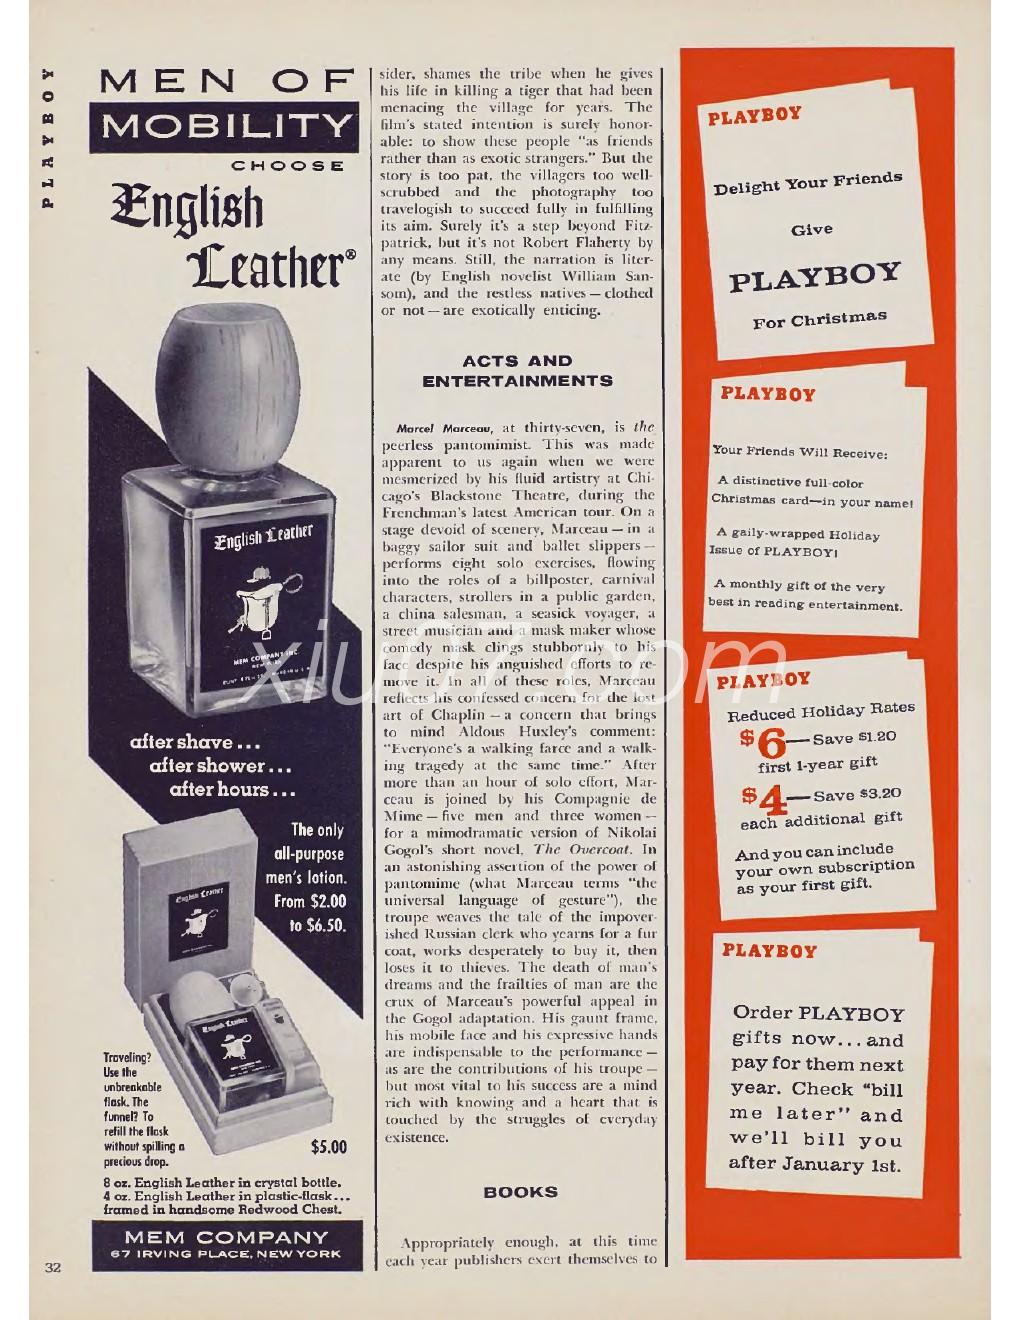 PLAYBOY
MEN OF
MOBILITY
CHOOSE
English
Leather®
English Leather
MEM COMPANY INC.
after shave...
after shower...
after hours...
The only
all-purpose
men's lotion.
From $2.00
to $6.50.
English Leather
English Leather
Traveling?
Use the
unbreakable
flask. The
funnel? To
refill the flask
without spilling a
precious drop.
$5.00
8 oz. English Leather in crystal bottle.
4 oz. English Leather in plastic-flask...
framed in handsome Redwood Chest.
MEM COMPANY
67 IRVING PLACE, NEW YORK
32
sider, shames the tribe when he gives
his life in killing a tiger that had been
menacing the village for years. The
film's stated intention is surely honor-
able: to show these people "as friends
rather than as exotic strangers." But the
story is too pat, the villagers too well-
scrubbed and the photography too
travelogish to succeed fully in fulfilling
its aim. Surely it's a step beyond Fitz-
patrick, but it's not Robert Flaherty by
any means. Still, the narration is liter-
ate (by English novelist William San-
som), and the restless natives — clothed
or not — are exotically enticing.
ACTS AND
ENTERTAINMENTS
Marcel Marceau, at thirty-seven, is the
peerless pantomimist. This was made
apparent to us again when we were
mesmerized by his fluid artistry at Chi-
cago's Blackstone Theatre, during the
Frenchman's latest American tour. On a
stage devoid of scenery, Marceau — in a
baggy sailor suit and ballet slippers —
performs eight solo exercises, flowing
into the roles of a billposter, carnival
characters, strollers in a public garden,
a china salesman, a seasick voyager, a
street musician and a mask maker whose
comedy mask clings stubbornly to his
face despite his anguished efforts to re-
move it. In all of these roles, Marceau
reflects his confessed concern for the lost
art of Chaplin — a concern that brings
to mind Aldous Huxley's comment:
"Everyone's a walking farce and a walk-
ing tragedy at the same time." After
more than an hour of solo effort, Mar-
ceau is joined by his Compagnie de
Mime — five men and three women —
for a mimodramatic version of Nikolai
Gogol's short novel, The Overcoat. In
an astonishing assertion of the power of
pantomime (what Marceau terms "the
universal language of gesture"), the
troupe weaves the tale of the impover-
ished Russian clerk who yearns for a fur
coat, works desperately to buy it, then
loses it to thieves. The death of man's
dreams and the frailties of man are the
crux of Marceau's powerful appeal in
the Gogol adaptation. His gaunt frame,
his mobile face and his expressive hands
are indispensable to the performance —
as are the contributions of his troupe —
but most vital to his success are a mind
rich with knowing and a heart that is
touched by the struggles of everyday
existence.
BOOKS
Appropriately enough, at this time
each year publishers exert themselves to
PLAYBOY
Delight Your Friends
Give
PLAYBOY
For Christmas
PLAYBOY
Your Friends Will Receive:
A distinctive full-color
Christmas card—in your name!
A gaily-wrapped Holiday
Issue of PLAYBOY!
A monthly gift of the very
best in reading entertainment.
PLAYBOY
Reduced Holiday Rates
$6—Save $1.20
first 1-year gift
$4—Save $3.20
each additional gift
And you can include
your own subscription
as your first gift.
PLAYBOY
Order PLAYBOY
gifts now...and
pay for them next
year. Check "bill
me later" and
we'll bill you
after January 1st.
xiu07.com